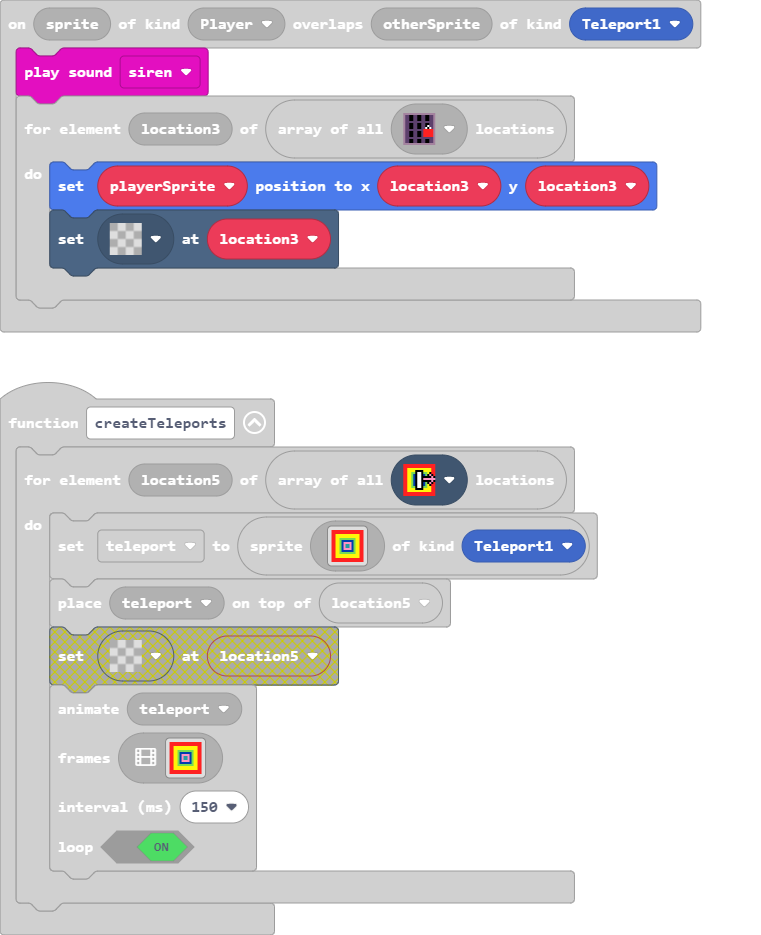 on sprite of kind Player overlaps otherSprite of kind Teleport1
play sound siren
for element location3 of array of all locations
do
set playerSprite position to x location3 y location3
set at location3
function createTeleports
for element location5 of array of all locations
do
set teleport to sprite of kind Teleport1
place teleport on top of location5
set at location5
animate teleport
frames
interval (ms) 150
loop ON